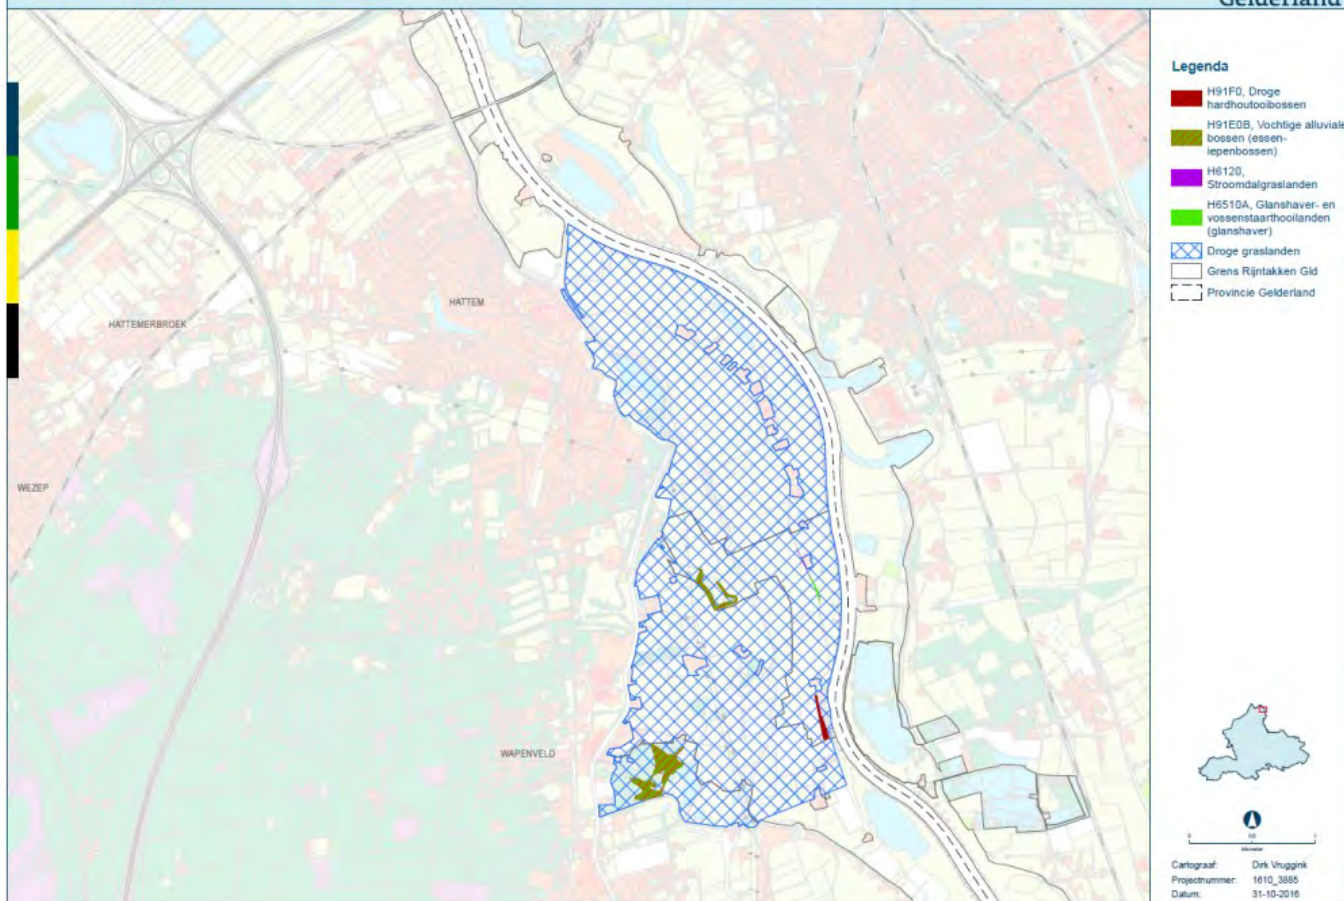 Gelderland
Legenda
H91F0, Droge
hardhoutooibossen
H91E0B, Vochtige alluviale
bossen (essen-
iepenbossen)
H6120,
Stroomdalgraslanden
H6510A, Glanshaver- en
vossenstaarthooilanden
(glanshaver)
Droge graslanden
Grens Rijntakken Gld
Provincie Gelderland
HATTEM
HATTEMERBROEK
WEZEP
WAPENVELD
Cartograaf: Dirk Vruggink
Projectnummer: 1610_3885
Datum: 31-10-2016